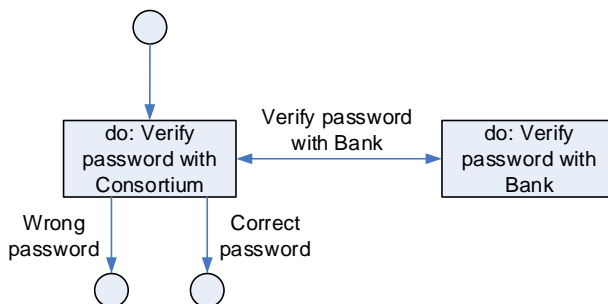 do: Verify
password with
Consortium
Verify password
with Bank
do: Verify
password with
Bank
Wrong
password
Correct
password